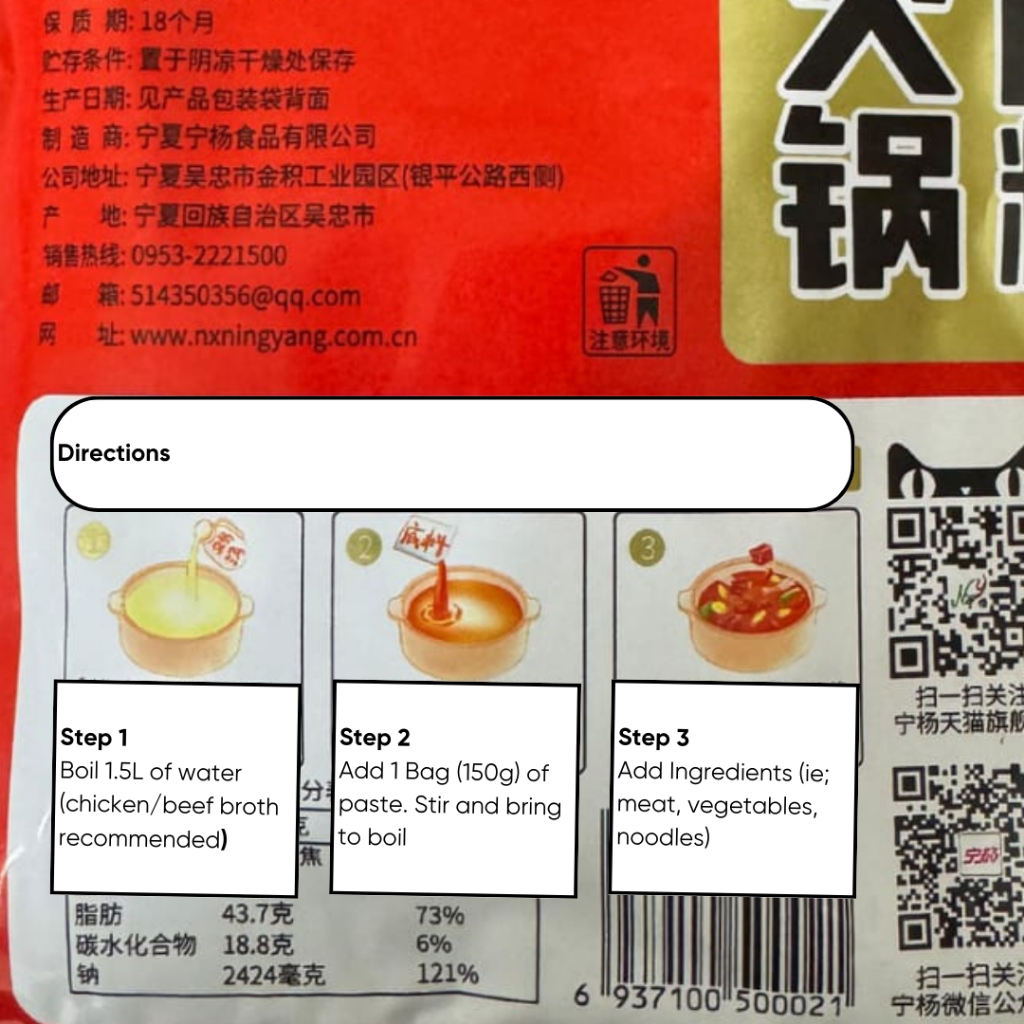 保 质 期: 18个月
贮存条件: 置于阴凉干燥处保存
生产日期: 见产品包装袋背面
制 造 商: 宁夏宁杨食品有限公司
公司地址: 宁夏吴忠市金积工业园区(银平公路西侧)
产 地: 宁夏回族自治区吴忠市
销售热线: 0953-2221500
邮 箱: 514350356@qq.com
网 址: www.nxningyang.com.cn
注意环境
锅
Directions
1
2
底料
3
Step 1
Boil 1.5L of water
(chicken/beef broth
recommended)
Step 2
Add 1 Bag (150g) of
paste. Stir and bring
to boil
Step 3
Add Ingredients (ie;
meat, vegetables,
noodles)
克
焦
脂肪 43.7克 73%
碳水化合物 18.8克 6%
钠 2424毫克 121%
6 937100 500021
扫一扫关注
宁杨天猫旗舰
宁杨
扫一扫关注
宁杨微信公众